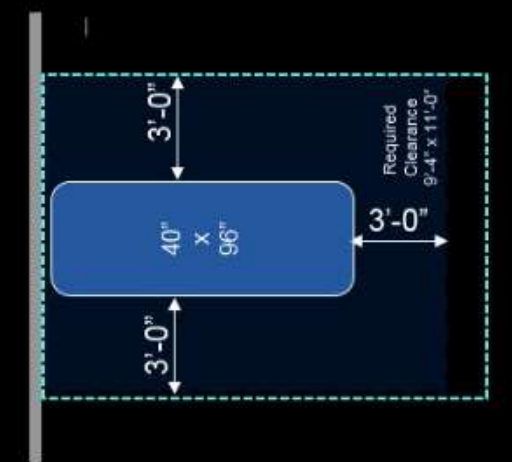 3'-0"
Required
Clearance
9'-4" x 11'-0"
40"
x
96"
3'-0"
3'-0"